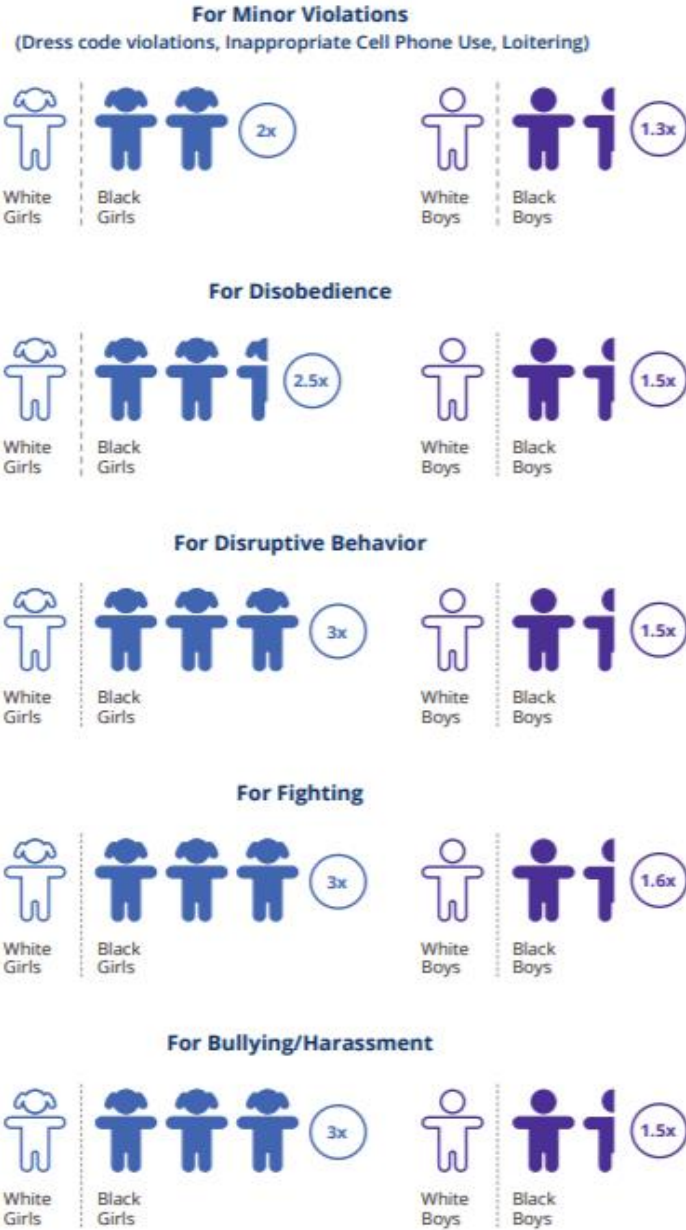 For Minor Violations
(Dress code violations, Inappropriate Cell Phone Use, Loitering)
2x
1.3x
White
Girls
Black
Girls
White
Boys
Black
Boys
For Disobedience
2.5x
1.5x
White
Girls
Black
Girls
White
Boys
Black
Boys
For Disruptive Behavior
3x
1.5x
White
Girls
Black
Girls
White
Boys
Black
Boys
For Fighting
3x
1.6x
White
Girls
Black
Girls
White
Boys
Black
Boys
For Bullying/Harassment
3x
1.5x
White
Girls
Black
Girls
White
Boys
Black
Boys